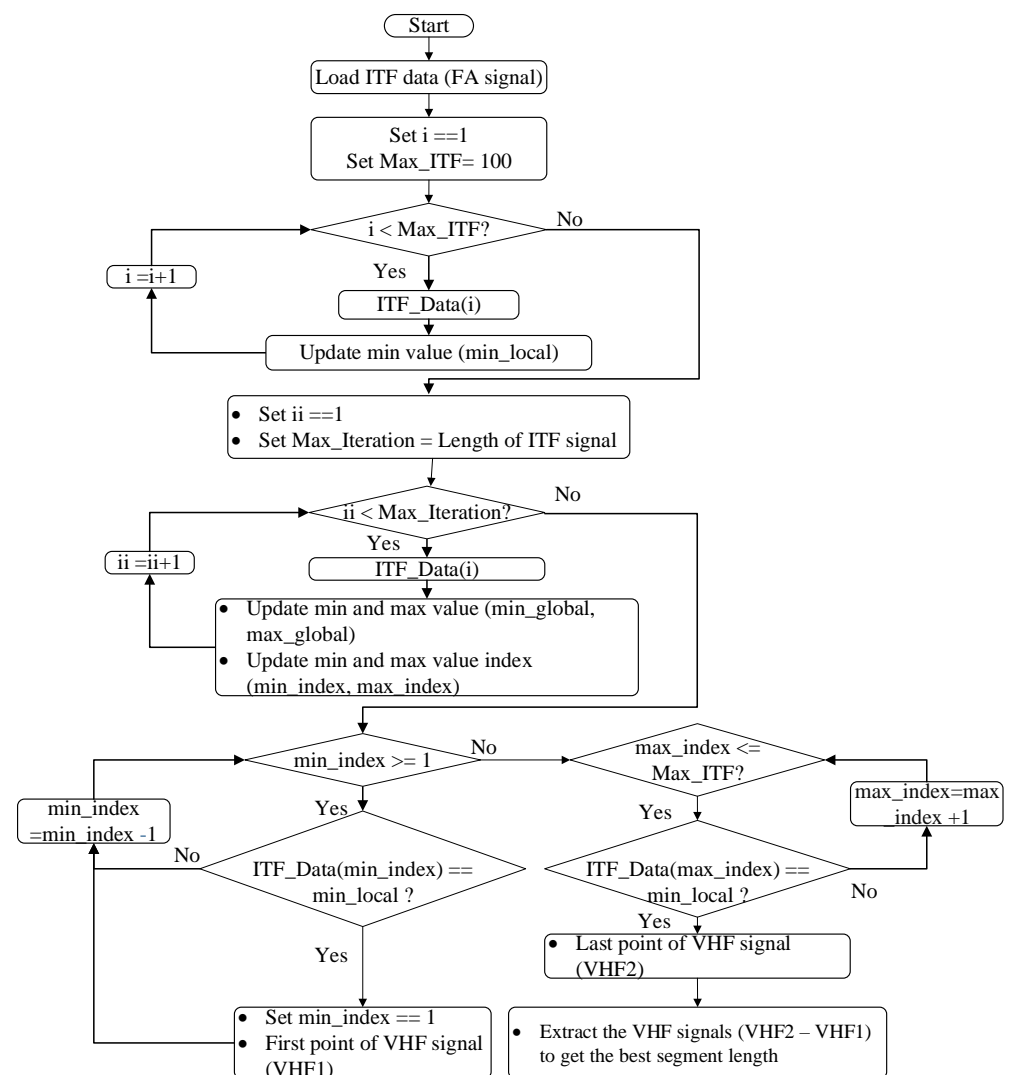 Start
Load ITF data (FA signal)
Set i ==1
Set Max_ITF= 100
i < Max_ITF?
No
Yes
i =i+1
ITF_Data(i)
Update min value (min_local)
● Set ii ==1
● Set Max_Iteration = Length of ITF signal
ii < Max_Iteration?
No
Yes
ii =ii+1
ITF_Data(i)
● Update min and max value (min_global,
max_global)
● Update min and max value index
(min_index, max_index)
min_index >= 1
No
max_index <=
Max_ITF?
Yes
Yes
min_index
=min_index -1
max_index=max
_index +1
No
ITF_Data(min_index) ==
min_local ?
ITF_Data(max_index) ==
min_local ?
No
Yes
Yes
● Last point of VHF signal
(VHF2)
● Set min_index == 1
● First point of VHF signal
(VHF1)
● Extract the VHF signals (VHF2 – VHF1)
to get the best segment length